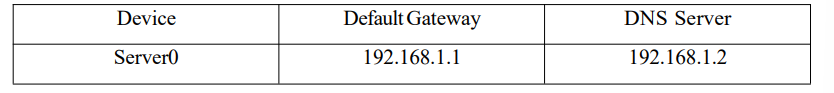 Device Default Gateway DNS Server
Server0 192.168.1.1 192.168.1.2